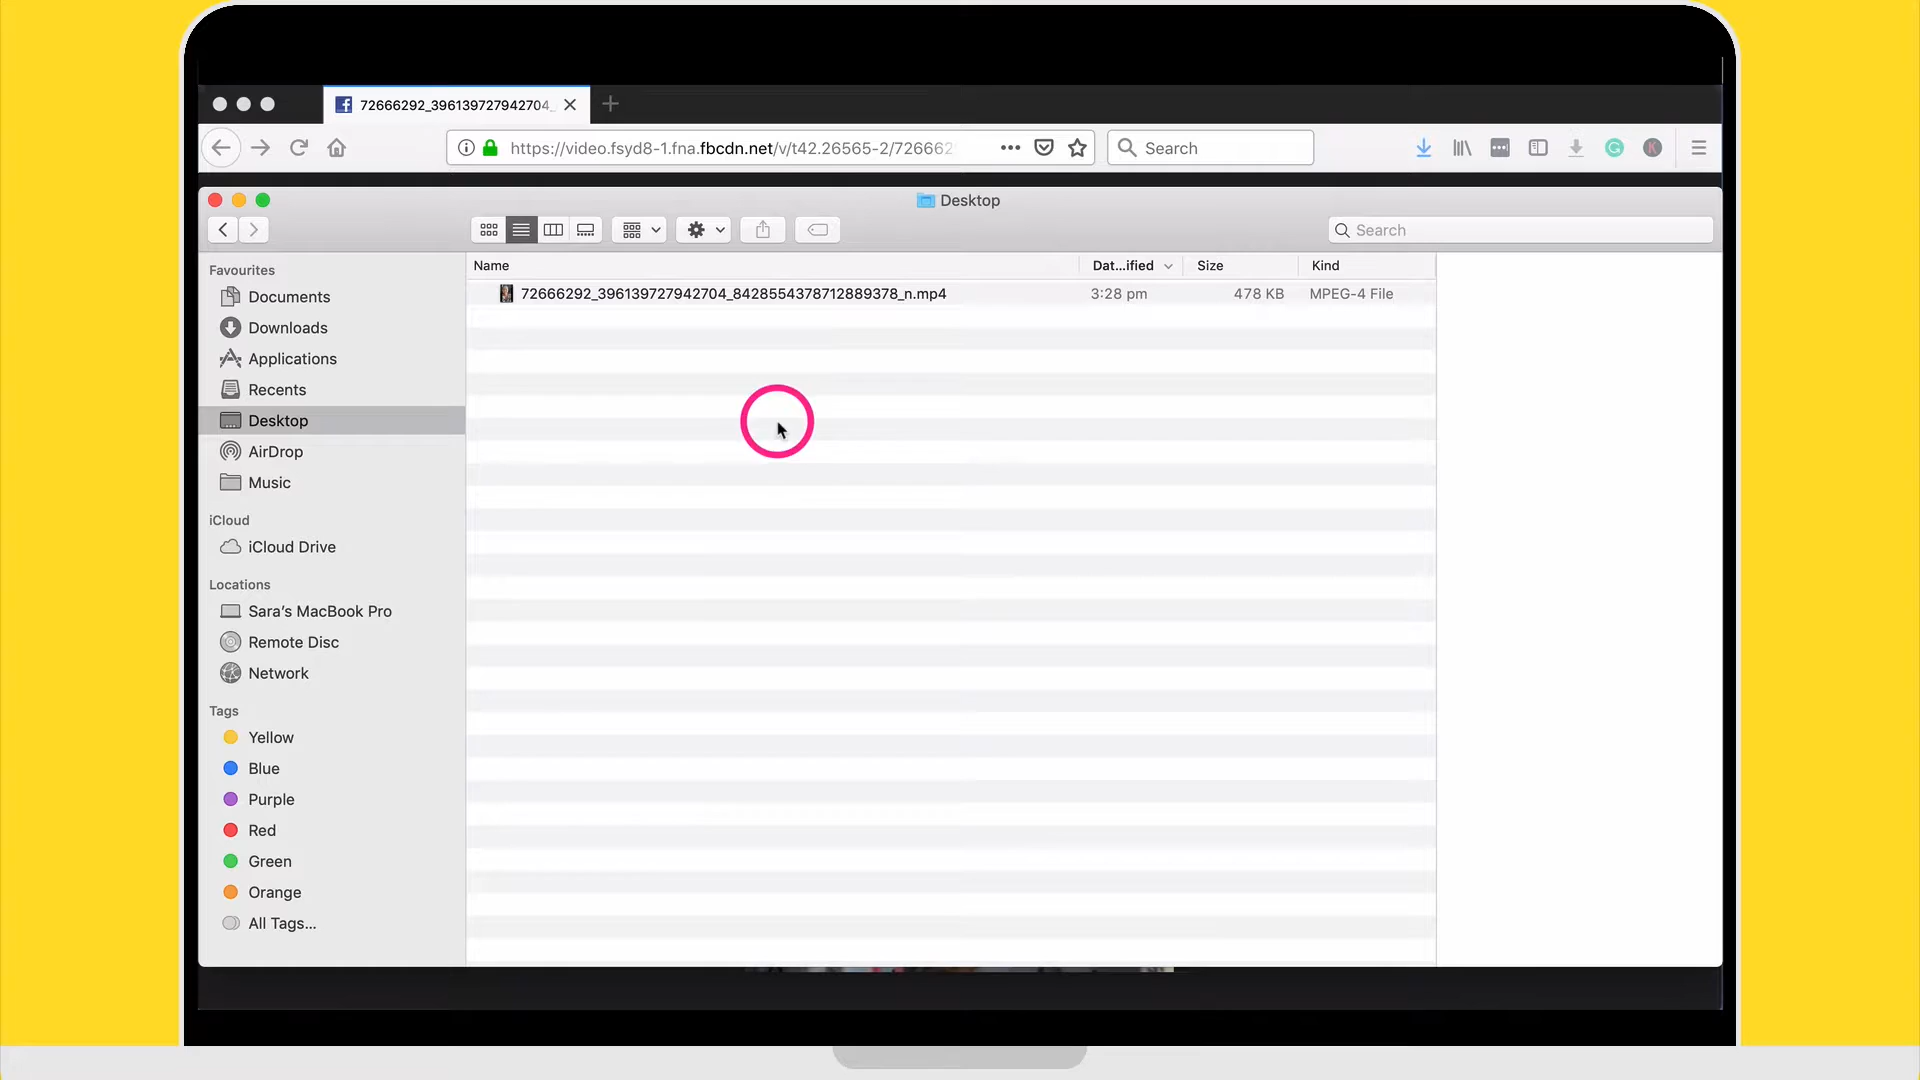 72666292_396139727942704_
https://video.fsyd8-1.fna.fbcdn.net/v/t42.26565-2/726662
Search
Desktop
Search
Favourites
Documents
Downloads
Applications
Recents
Desktop
AirDrop
Music
iCloud
iCloud Drive
Locations
Sara’s MacBook Pro
Remote Disc
Network
Tags
Yellow
Blue
Purple
Red
Green
Orange
All Tags...
Name Dat...ified Size Kind
72666292_396139727942704_8428554378712889378_n.mp4 3:28 pm 478 KB MPEG-4 File